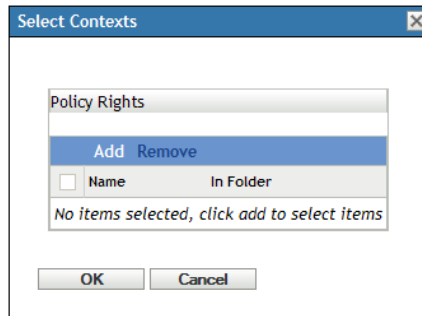 Select Contexts
Policy Rights
Add Remove
Name In Folder
No items selected, click add to select items
OK Cancel